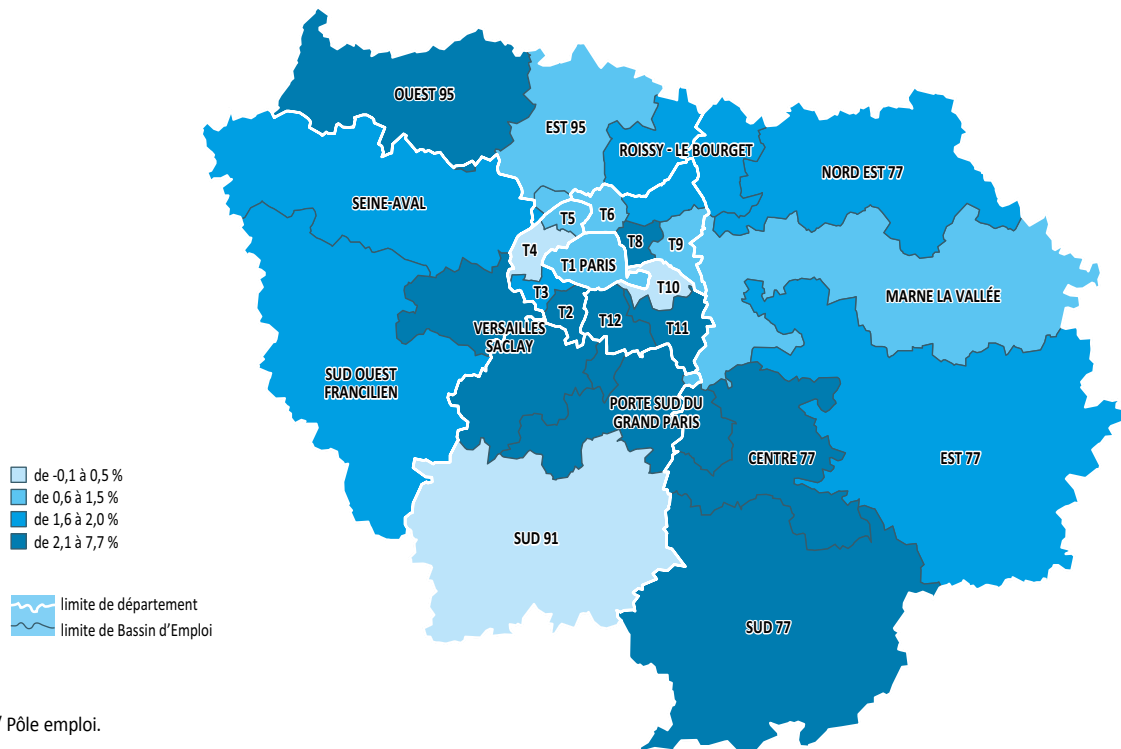 OUEST 95
EST 95
ROISSY - LE BOURGET
NORD EST 77
SEINE-AVAL
T5
T6
T4
T8
T9
T1 PARIS
T10
T3
T2
T12
T11
MARNE LA VALLÉE
VERSAILLES
SACLAY
SUD OUEST
FRANCILIEN
PORTE SUD DU
GRAND PARIS
CENTRE 77
EST 77
SUD 91
SUD 77
de -0,1 à 0,5 %
de 0,6 à 1,5 %
de 1,6 à 2,0 %
de 2,1 à 7,7 %
limite de département
limite de Bassin d’Emploi
/ Pôle emploi.